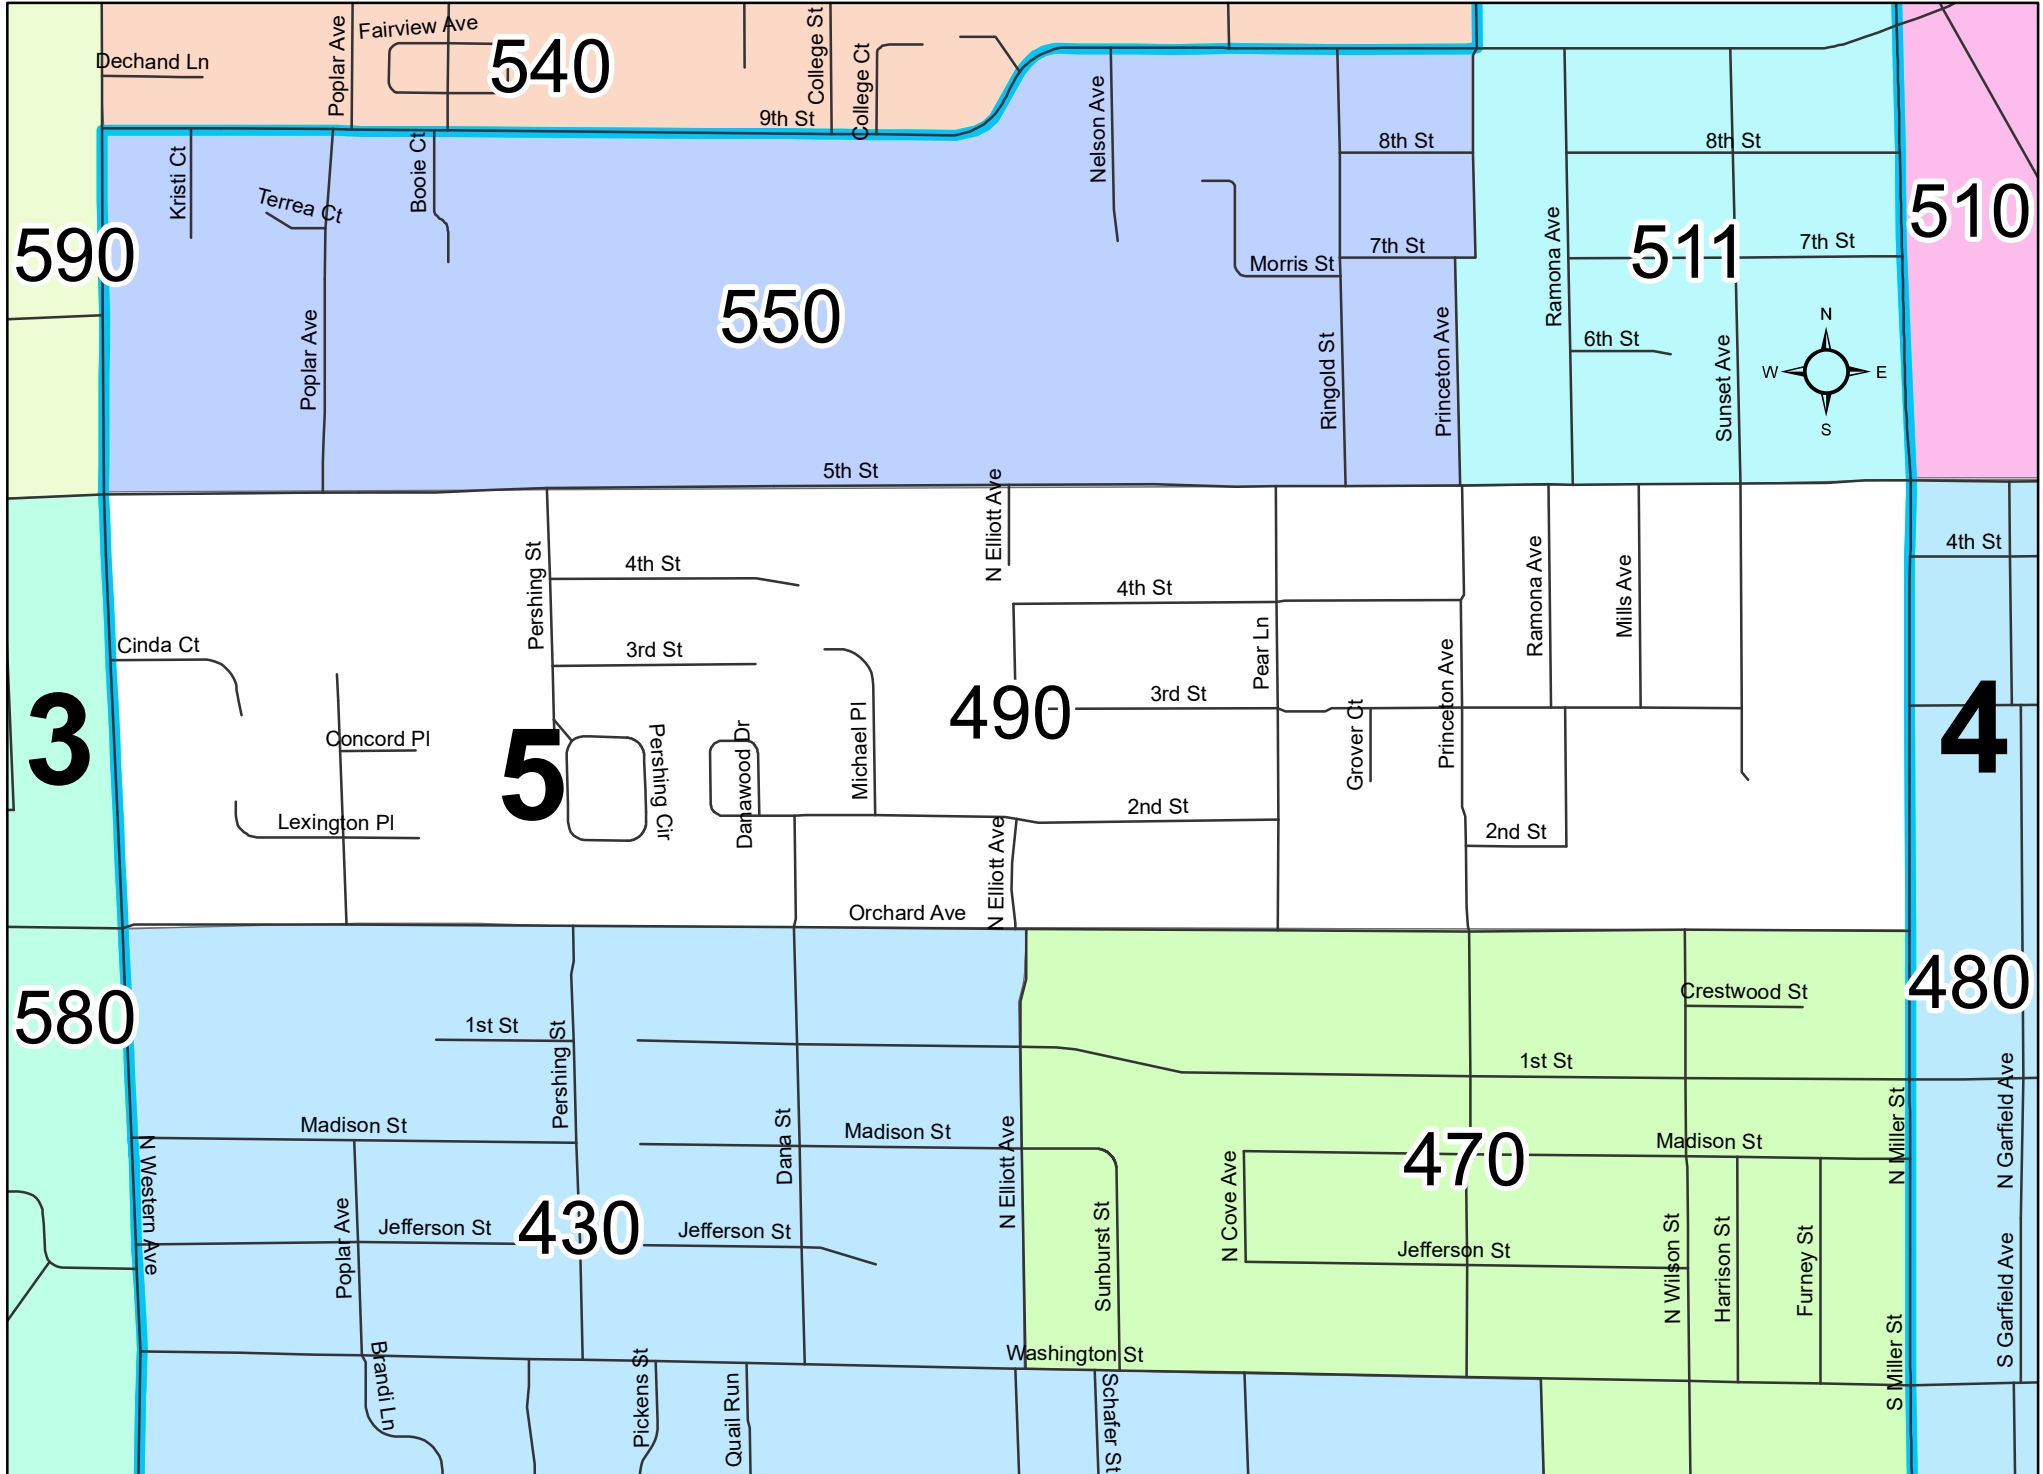 Fairview Ave
Dechand Ln
Poplar Ave
540
College St
College Ct
9th St
Nelson Ave
8th St
8th St
Kristi Ct
Terrea Ct
Booie Ct
590
510
511
7th St
7th St
Morris St
Ramona Ave
550
Poplar Ave
Ringold St
Princeton Ave
6th St
Sunset Ave
N
W
E
S
5th St
N Elliott Ave
Pershing St
4th St
4th St
4th St
Ramona Ave
Mills Ave
Cinda Ct
3rd St
Pear Ln
Princeton Ave
3rd St
490
3
5
4
Concord Pl
Pershing Cir
Danawood Dr
Michael Pl
Grover Ct
2nd St
2nd St
Lexington Pl
N Elliott Ave
Orchard Ave
580
480
Crestwood St
1st St
Pershing St
1st St
N Garfield Ave
N Miller St
Madison St
Dana St
Madison St
N Elliott Ave
470
Madison St
N Western Ave
N Cove Ave
Poplar Ave
Jefferson St
430
Jefferson St
Sunburst St
Jefferson St
N Wilson St
Harrison St
Furney St
S Garfield Ave
Washington St
S Miller St
Brandi Ln
Pickens St
Quail Run
Schafer St